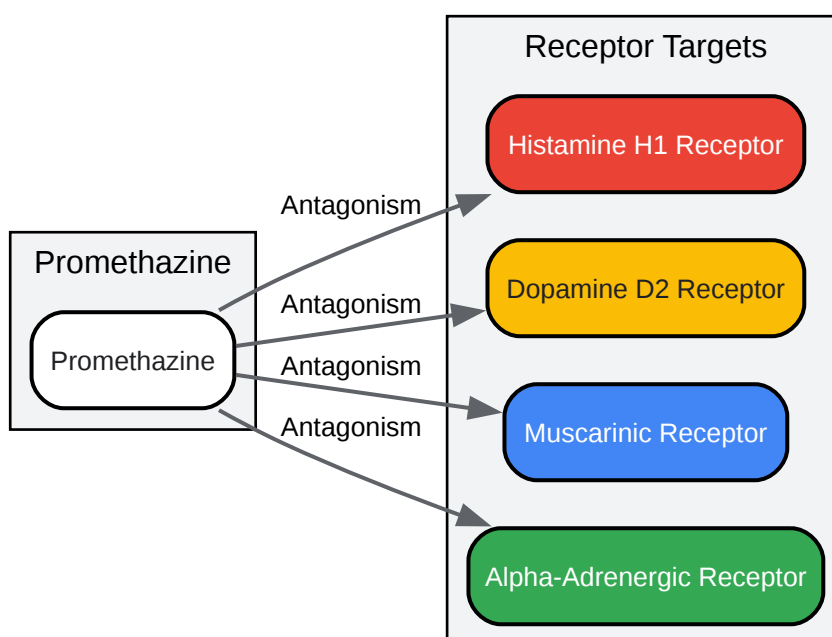 Receptor Targets
Histamine H1 Receptor
Antagonism
Promethazine
Dopamine D2 Receptor
Antagonism
Promethazine
Antagonism
Muscarinic Receptor
Antagonism
Alpha-Adrenergic Receptor